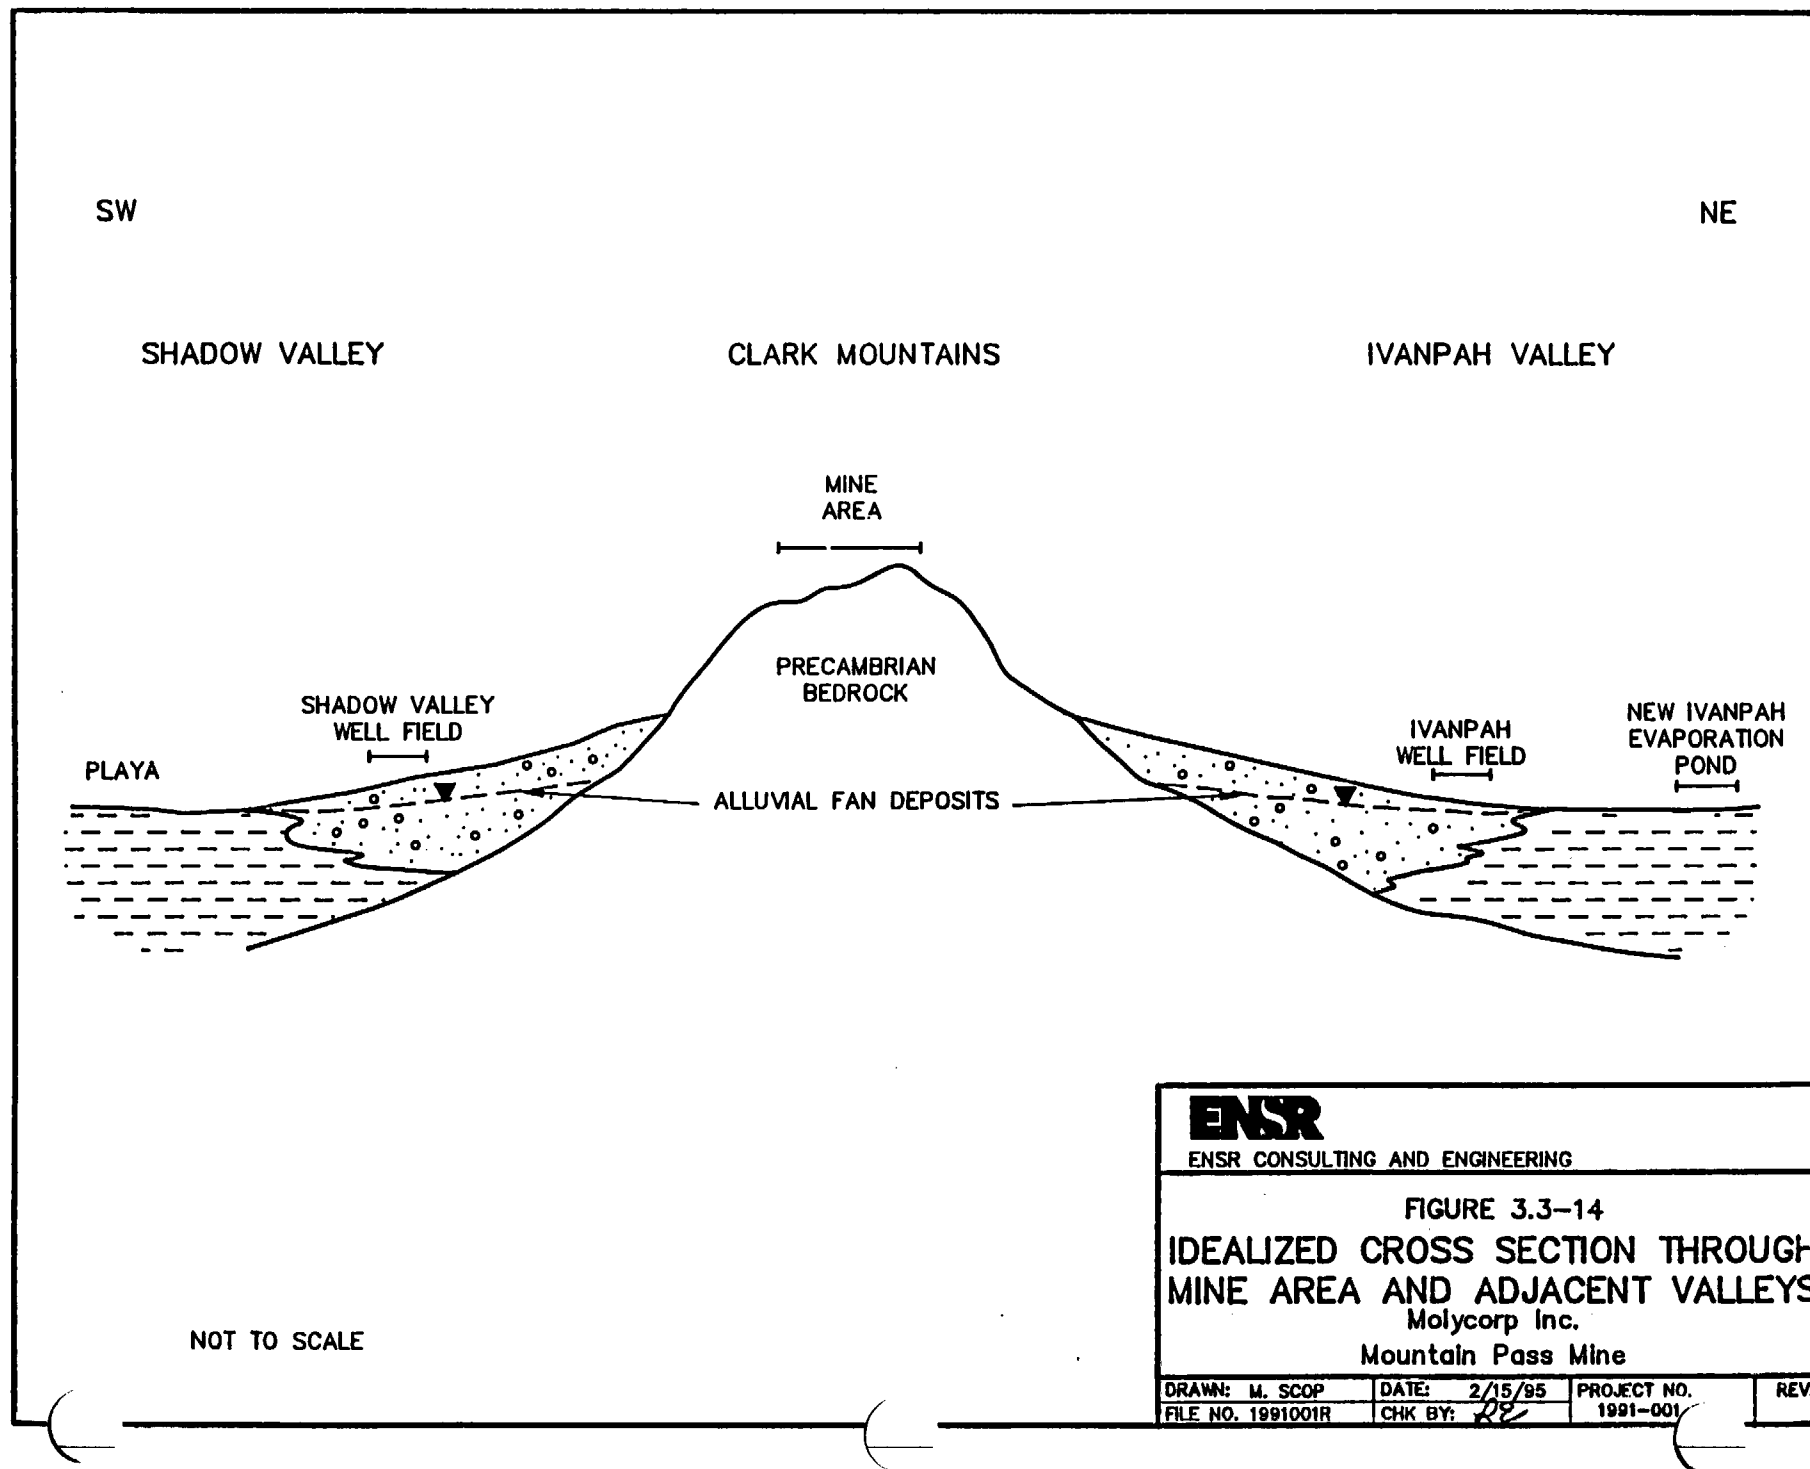 SW
NE
SHADOW VALLEY
CLARK MOUNTAINS
IVANPAH VALLEY
MINE
AREA
PRECAMBRIAN
BEDROCK
SHADOW VALLEY
WELL FIELD
PLAYA
ALLUVIAL FAN DEPOSITS
IVANPAH
WELL FIELD
NEW IVANPAH
EVAPORATION
POND
NOT TO SCALE
ENSR
ENSR CONSULTING AND ENGINEERING
FIGURE 3.3-14
IDEALIZED CROSS SECTION THROUGH
MINE AREA AND ADJACENT VALLEYS
Molycorp Inc.
Mountain Pass Mine
DRAWN: M. SCOP
DATE: 2/15/95
PROJECT NO.
REV.
FILE NO. 1991001R
CHK BY:
1991-001